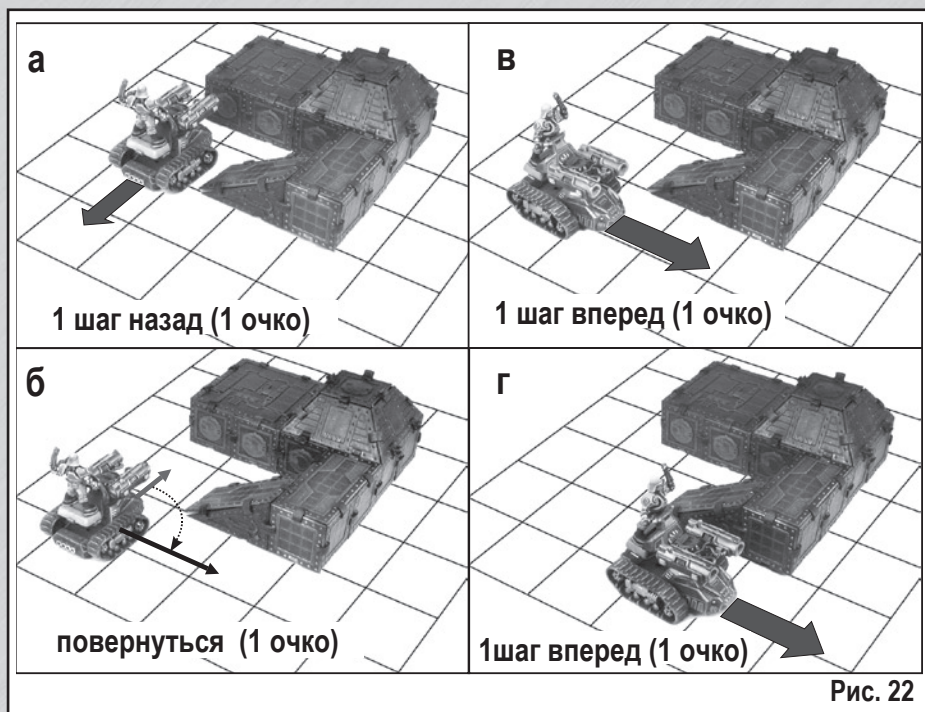 а
1 шаг назад (1 очко)
б
повернуться (1 очко)
в
1 шаг вперед (1 очко)
г
1шаг вперед (1 очко)
Рис. 22